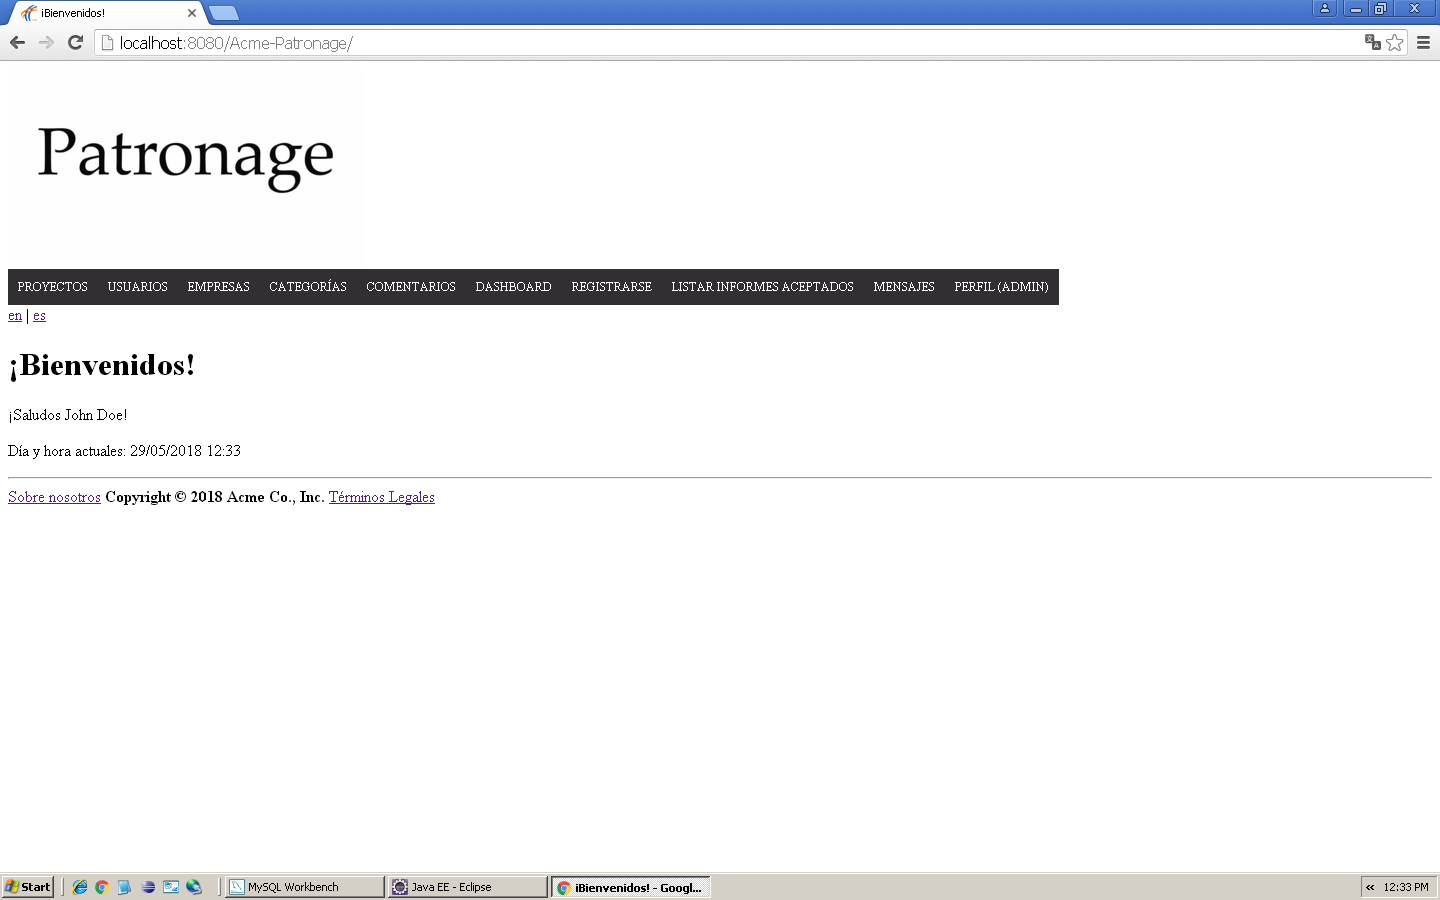 ¡Bienvenidos!
localhost:8080/Acme-Patronage/
Patronage
PROYECTOS USUARIOS EMPRESAS CATEGORÍAS COMENTARIOS DASHBOARD REGISTRARSE LISTAR INFORMES ACEPTADOS MENSAJES PERFIL (ADMIN)
en | es
¡Bienvenidos!
¡Saludos John Doe!
Día y hora actuales: 29/05/2018 12:33
Sobre nosotros Copyright © 2018 Acme Co., Inc. Términos Legales
Start MySQL Workbench Java EE - Eclipse ¡Bienvenidos! - Googl... « 12:33 PM